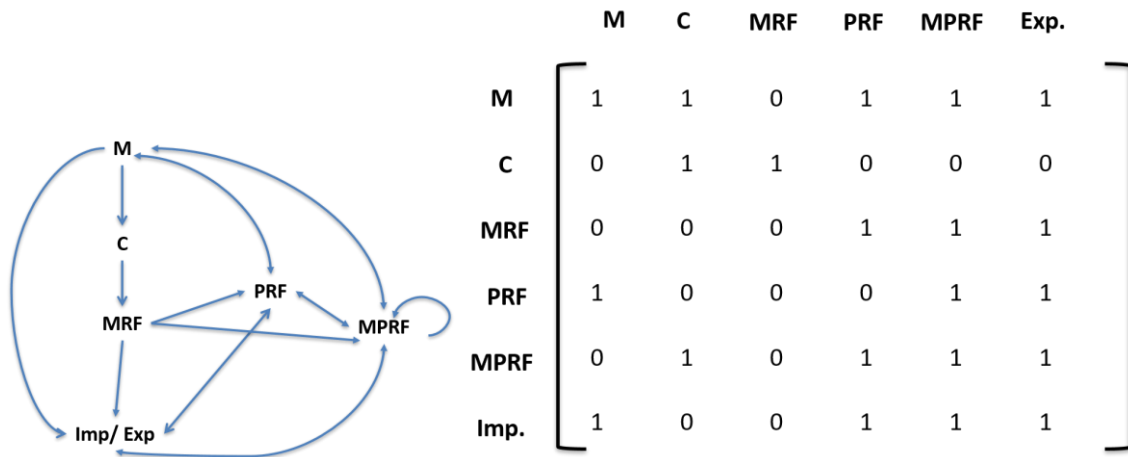 M
C
PRF
MRF
MPRF
Imp/ Exp
M C MRF PRF MPRF Exp.
M 1 1 0 1 1 1
C 0 1 1 0 0 0
MRF 0 0 0 1 1 1
PRF 1 0 0 0 1 1
MPRF 0 1 0 1 1 1
Imp. 1 0 0 1 1 1